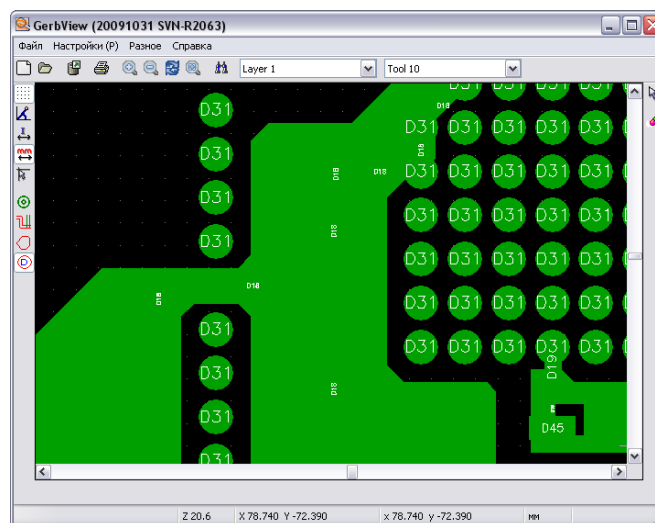 GerbView (20091031 SVN-R2063)
Файл Настройки (P) Разное Справка
Layer 1 Tool 10
D31 D31 D31 D31 D31
D31 D18 D31 D31 D31 D31 D31
D31 D18
D31 D18 D18 D31 D31 D31 D31 D31
D31 D31 D31 D31 D31 D31
D31 D18 D31 D31 D31 D31 D31
D18 D18 D31 D31 D31 D31 D31
D31 D31 D31 D31 D31 D31
D31 D19
D31 D18 D45
D31
Z 20.6 X 78.740 Y -72.390 x 78.740 y -72.390 мм